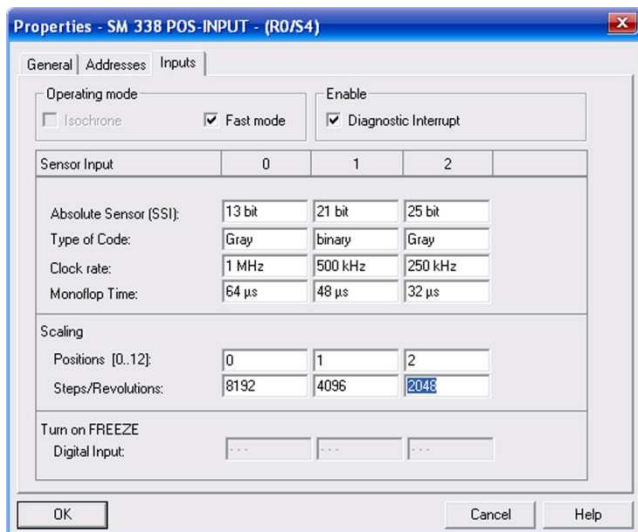 Properties - SM 338 POS-INPUT - (R0/S4)
General Addresses Inputs
Operating mode Enable
Isochrone Fast mode Diagnostic Interrupt
Sensor Input 0 1 2
Absolute Sensor (SSI): 13 bit 21 bit 25 bit
Type of Code: Gray binary Gray
Clock rate: 1 MHz 500 kHz 250 kHz
Monoflop Time: 64 µs 48 µs 32 µs
Scaling
Positions [0..12]: 0 1 2
Steps/Revolutions: 8192 4096 2048
Turn on FREEZE
Digital Input: - - - - - - - - -
OK Cancel Help